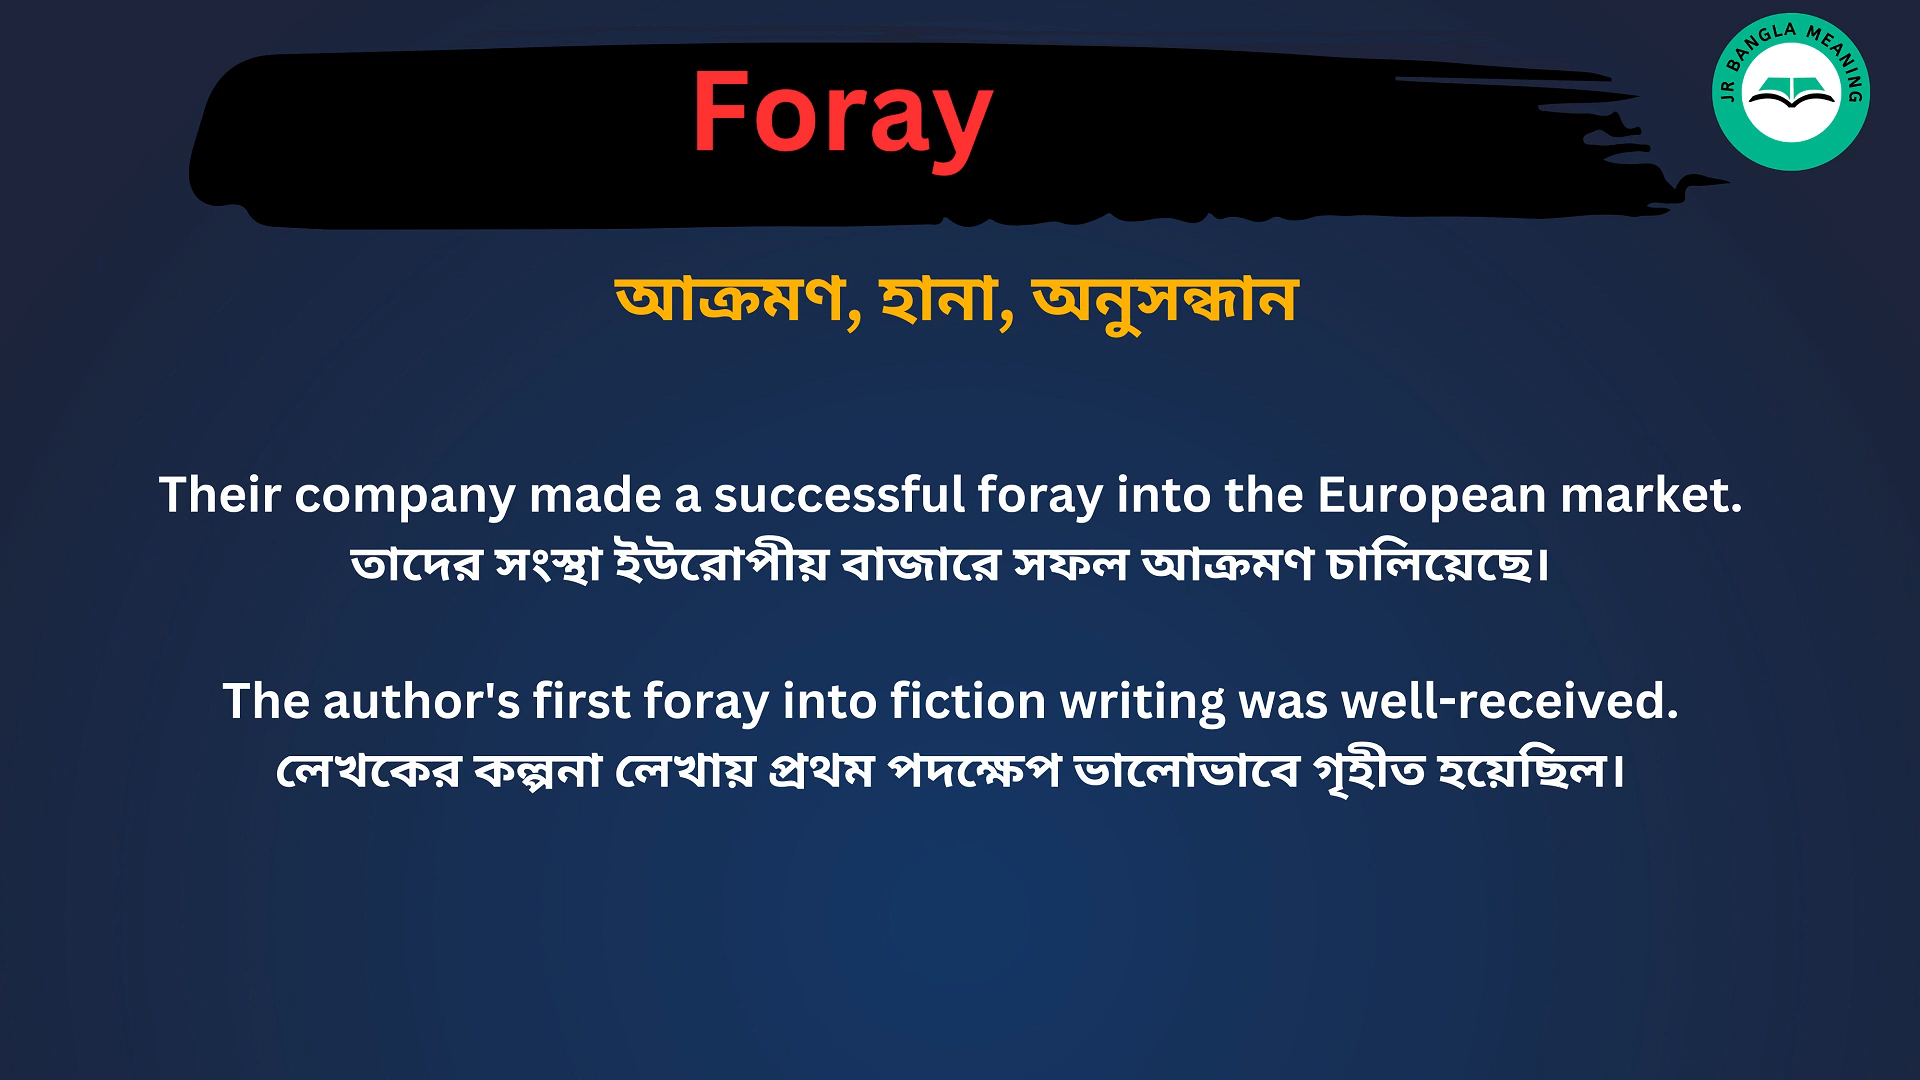 Foray
JR BANGLA MEANING
আক্রমণ, হানা, অনুসন্ধান
Their company made a successful foray into the European market.
তাদের সংস্থা ইউরোপীয় বাজারে সফল আক্রমণ চালিয়েছে।
The author's first foray into fiction writing was well-received.
লেখকের কল্পনা লেখায় প্রথম পদক্ষেপ ভালোভাবে গৃহীত হয়েছিল।